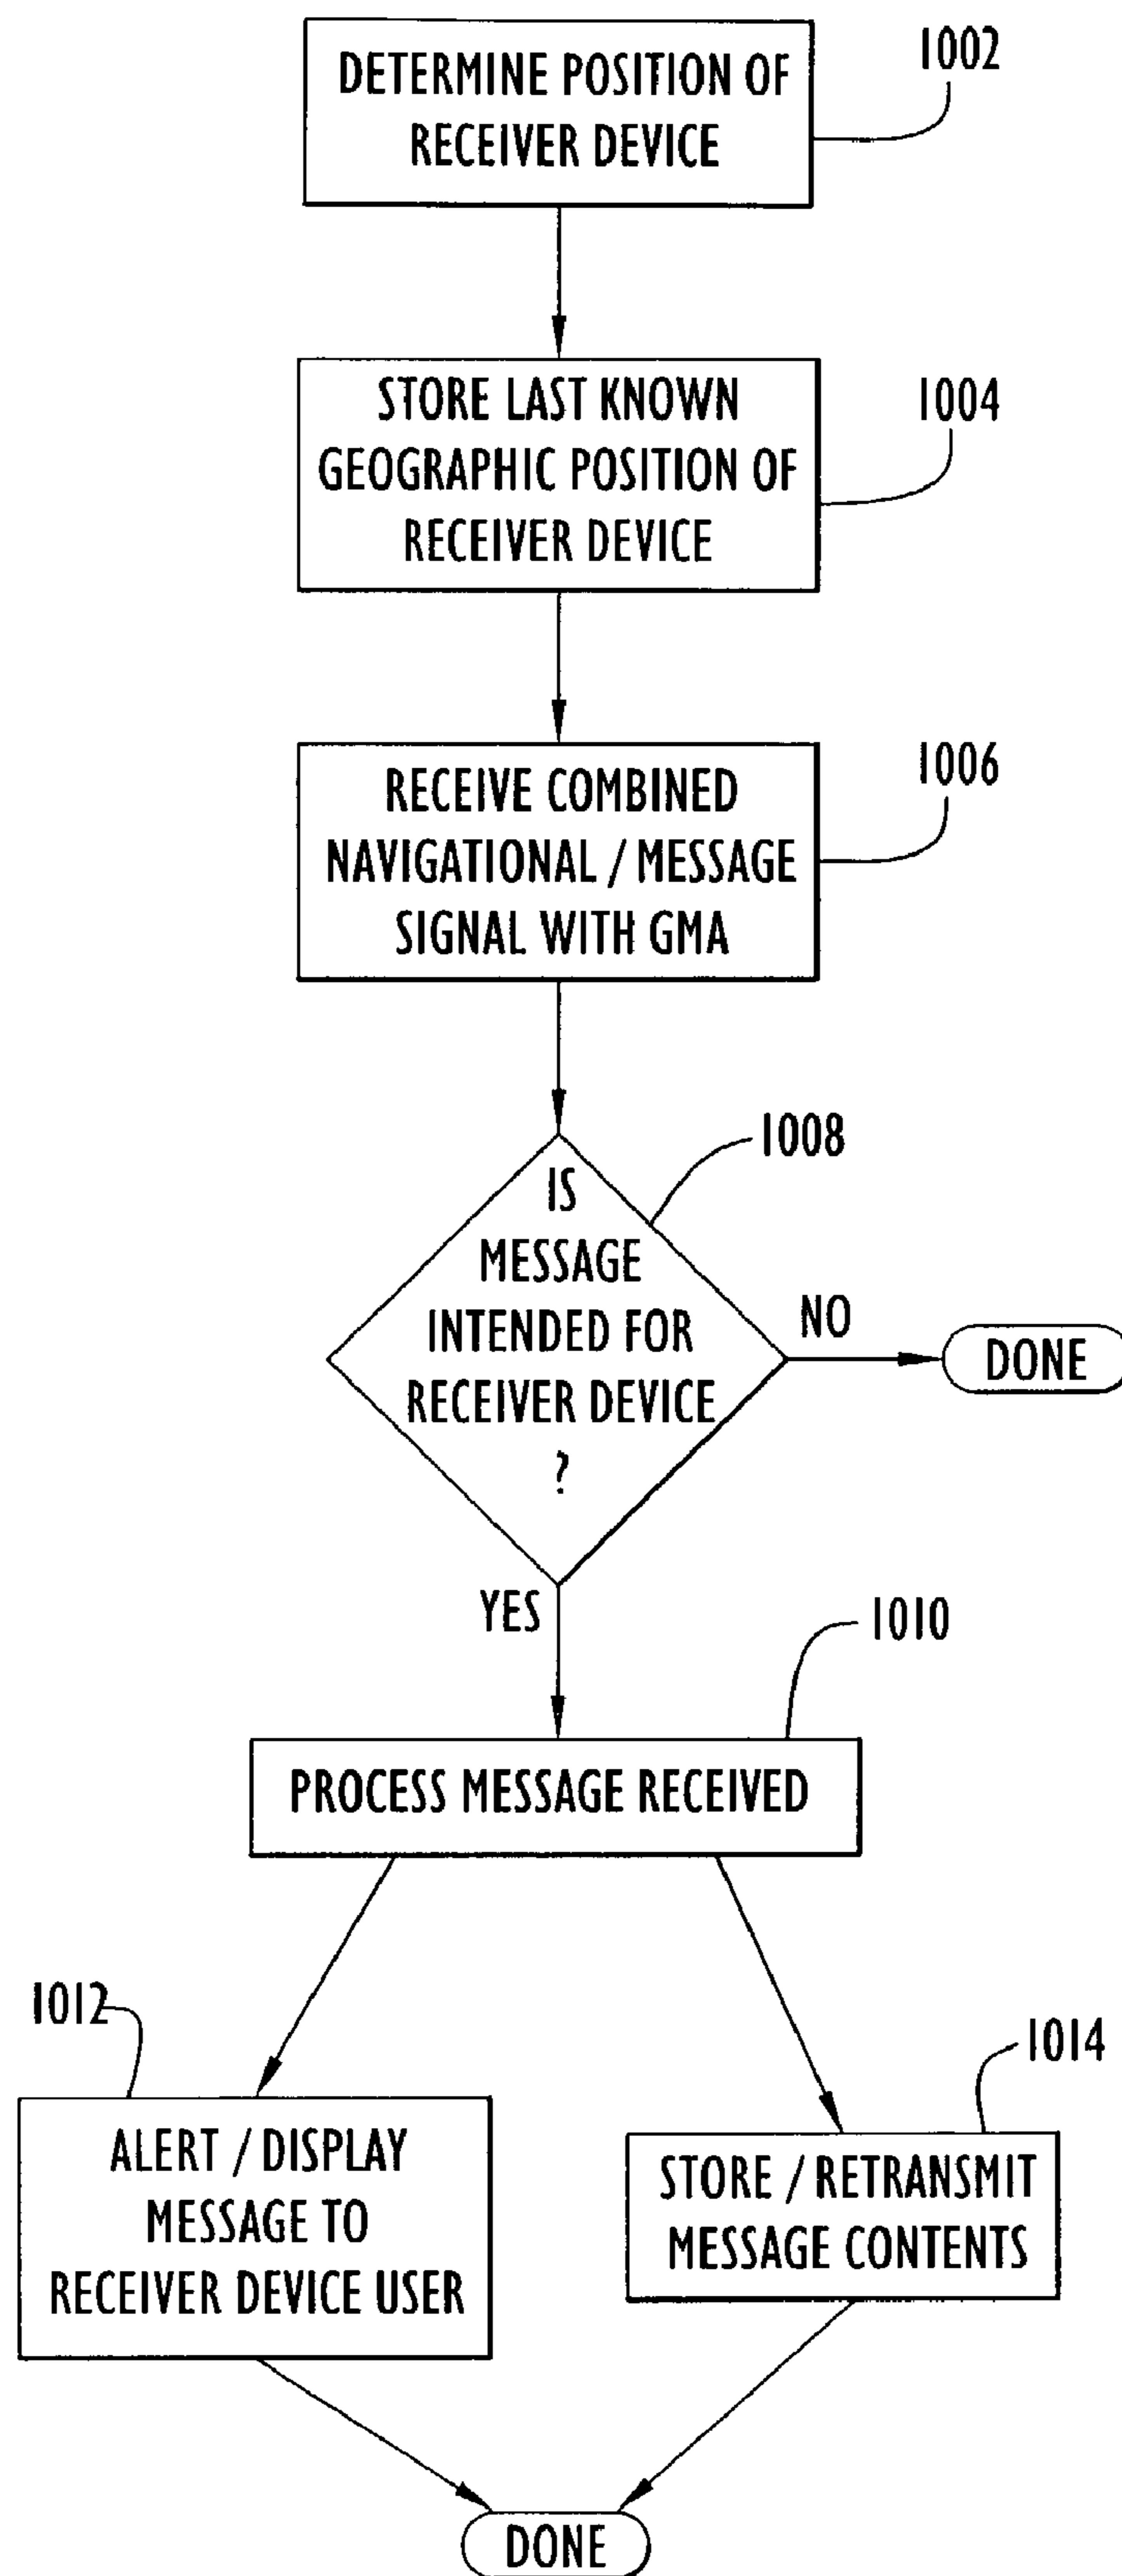 DETERMINE POSITION OF
RECEIVER DEVICE
1002
STORE LAST KNOWN
GEOGRAPHIC POSITION OF
RECEIVER DEVICE
1004
RECEIVE COMBINED
NAVIGATIONAL / MESSAGE
SIGNAL WITH GMA
1006
IS
MESSAGE
INTENDED FOR
RECEIVER DEVICE
?
1008
NO
DONE
YES
PROCESS MESSAGE RECEIVED
1010
1012
ALERT / DISPLAY
MESSAGE TO
RECEIVER DEVICE USER
1014
STORE / RETRANSMIT
MESSAGE CONTENTS
DONE